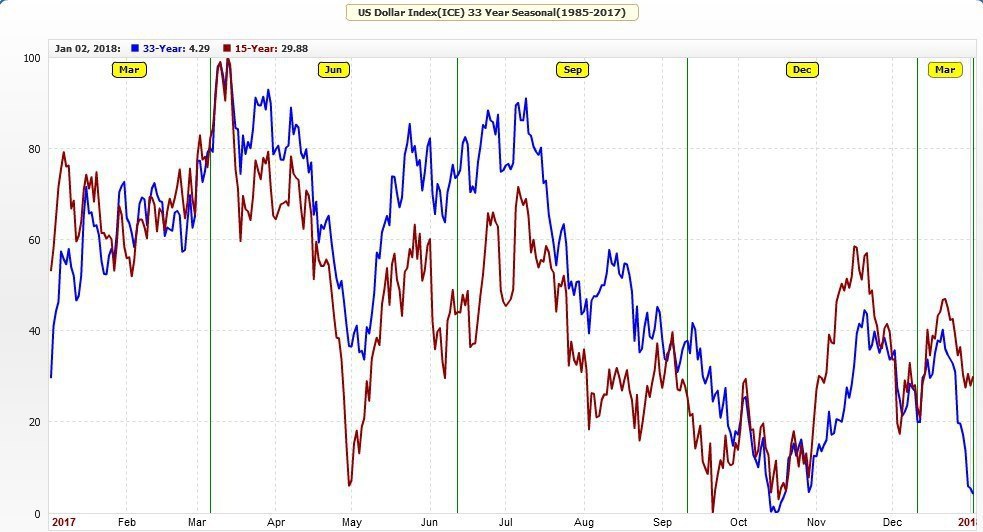 US Dollar Index(ICE) 33 Year Seasonal(1985-2017)
Jan 02, 2018: 33-Year: 4.29 15-Year: 29.88
Mar Jun Sep Dec Mar
100
80
60
40
20
0
2017 Feb Mar Apr May Jun Jul Aug Sep Oct Nov Dec 201